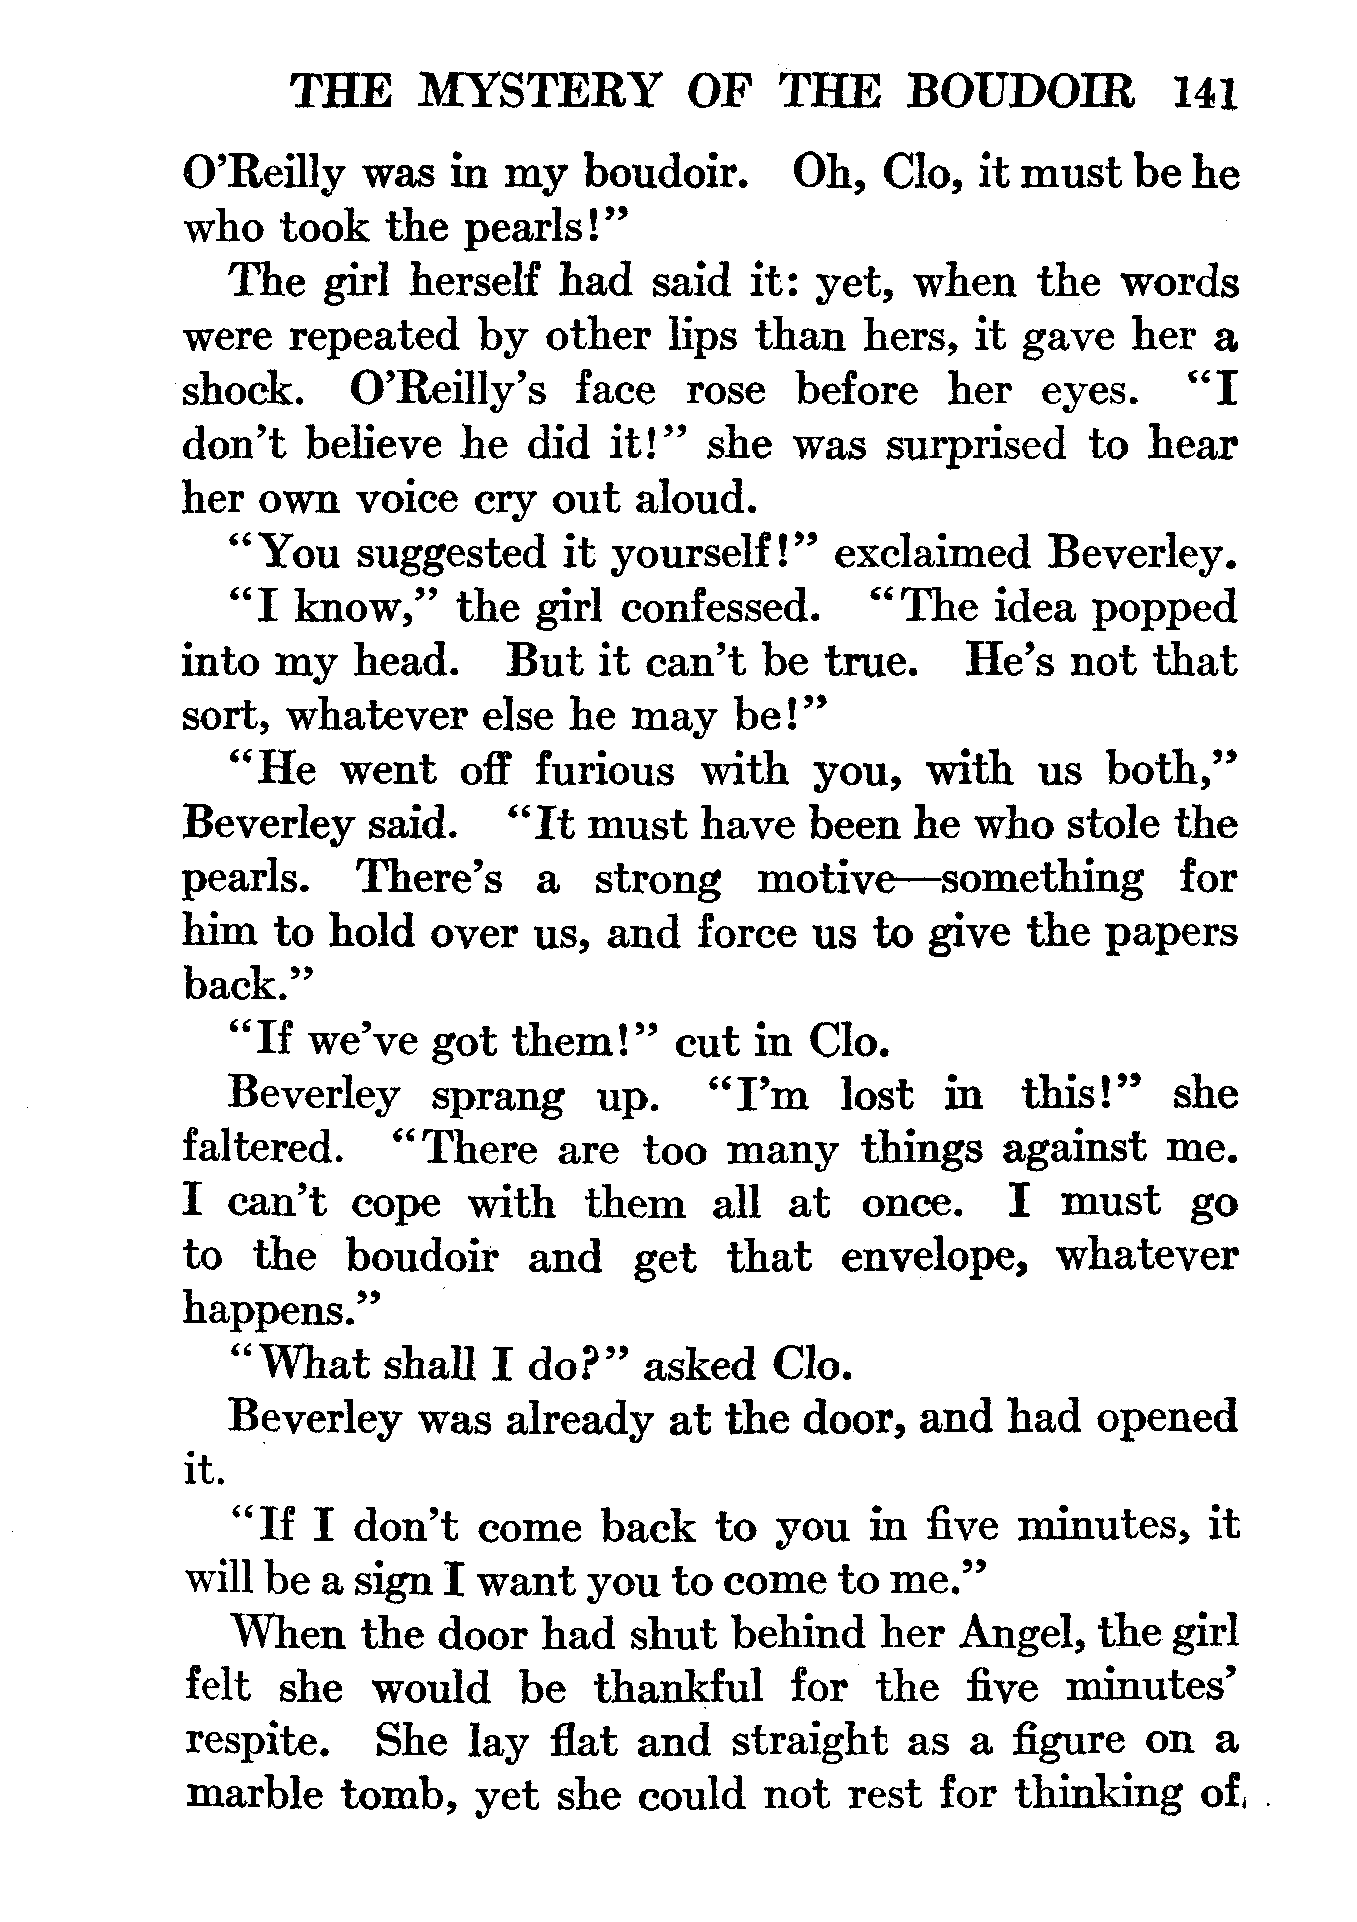 THE MYSTERY OF THE BOUDOIR 141
O'Reilly was in my boudoir. Oh, Clo, it must be he
who took the pearls!"
The girl herself had said it: yet, when the words
were repeated by other lips than hers, it gave her a
shock. O'Reilly's face rose before her eyes. "I
don't believe he did it!" she was surprised to hear
her own voice cry out aloud.
"You suggested it yourself!" exclaimed Beverley.
"I know," the girl confessed. "The idea popped
into my head. But it can't be true. He's not that
sort, whatever else he may be!"
"He went off furious with you, with us both,"
Beverley said. "It must have been he who stole the
pearls. There's a strong motive—something for
him to hold over us, and force us to give the papers
back."
"If we've got them!" cut in Clo.
Beverley sprang up. "I'm lost in this!" she
faltered. "There are too many things against me.
I can't cope with them all at once. I must go
to the boudoir and get that envelope, whatever
happens."
"What shall I do?" asked Clo.
Beverley was already at the door, and had opened
it.
"If I don't come back to you in five minutes, it
will be a sign I want you to come to me."
When the door had shut behind her Angel, the girl
felt she would be thankful for the five minutes'
respite. She lay flat and straight as a figure on a
marble tomb, yet she could not rest for thinking of